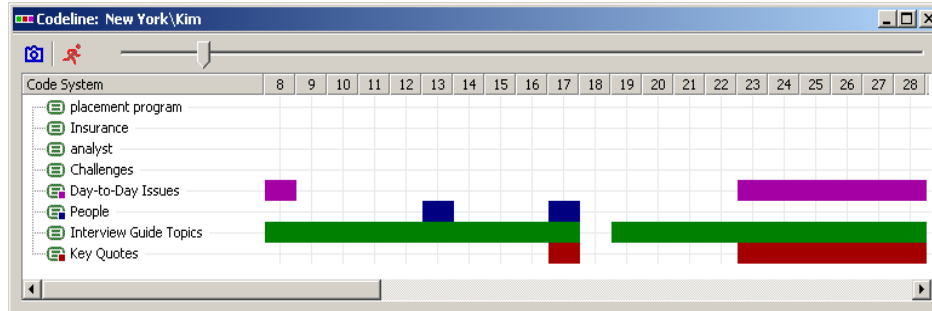 Codeline: New York\Kim
Code System 8 9 10 11 12 13 14 15 16 17 18 19 20 21 22 23 24 25 26 27 28
placement program
Insurance
analyst
Challenges
Day-to-Day Issues
People
Interview Guide Topics
Key Quotes